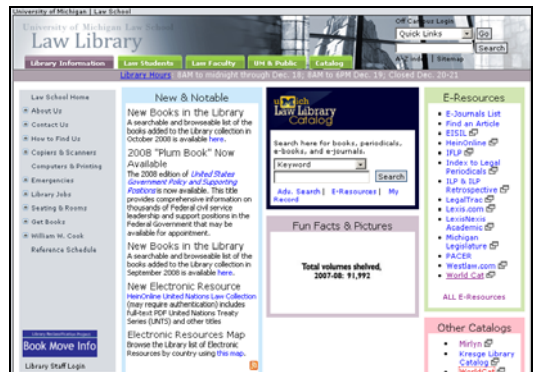 University of Michigan | Law School
University of Michigan Law School
Law Library
Off Campus Login
Quick Links
Go
Search
A-Z Index | Sitemap
Library Information
Law Students
Law Faculty
UM & Public
Catalog
Library Hours 8AM to midnight through Dec. 18; 8AM to 6PM Dec. 19; Closed Dec. 20-21
Law School Home
About Us
Contact Us
How to Find Us
Copiers & Scanners
Computers & Printing
Emergencies
Library Jobs
Seating & Rooms
Get Books
William M. Cook
Reference Schedule
Book Move Info
Library Staff Login
New & Notable
New Books in the Library
A searchable and browseable list of the
books added to the Library collection in
October 2008 is available here.
2008 "Plum Book" Now
Available
The 2008 edition of United States
Government Policy and Supporting
Positions is now available. This title
provides comprehensive information on
thousands of Federal civil service
leadership and support positions in the
Federal Government that may be
available for appointment.
New Books in the Library
A searchable and browseable list of the
books added to the Library collection in
September 2008 is available here.
New Electronic Resource
HeinOnline United Nations Law Collection
(may require authentication) includes
full-text PDF United Nations Treaty
Series (UNTS) and other titles
Electronic Resources Map
Browse the Library list of Electronic
Resources by country using this map.
uMich
Law Library
Catalog
Search here for books, periodicals,
e-books, and e-journals.
Keyword
Search
Adv. Search | E-Resources | My
Record
Fun Facts & Pictures
Total volumes shelved,
2007-08: 91,992
E-Resources
E-Journals List
Find an Article
EISIL
HeinOnline
IFLP
Index to Legal
Periodicals
ILP & ILP
Retrospective
LegalTrac
Lexis.com
LexisNexis
Academic
Michigan
Legislature
PACER
Westlaw.com
World Cat
ALL E-Resources
Other Catalogs
Mirlyn
Kresge Library
Catalog
WorldCat